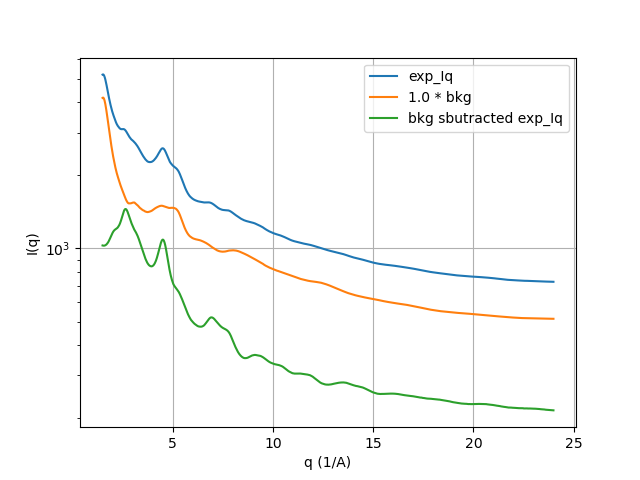 exp_Iq
1.0 * bkg
bkg sbutracted exp_Iq
I(q)
10³
5
10
15
20
25
q (1/A)